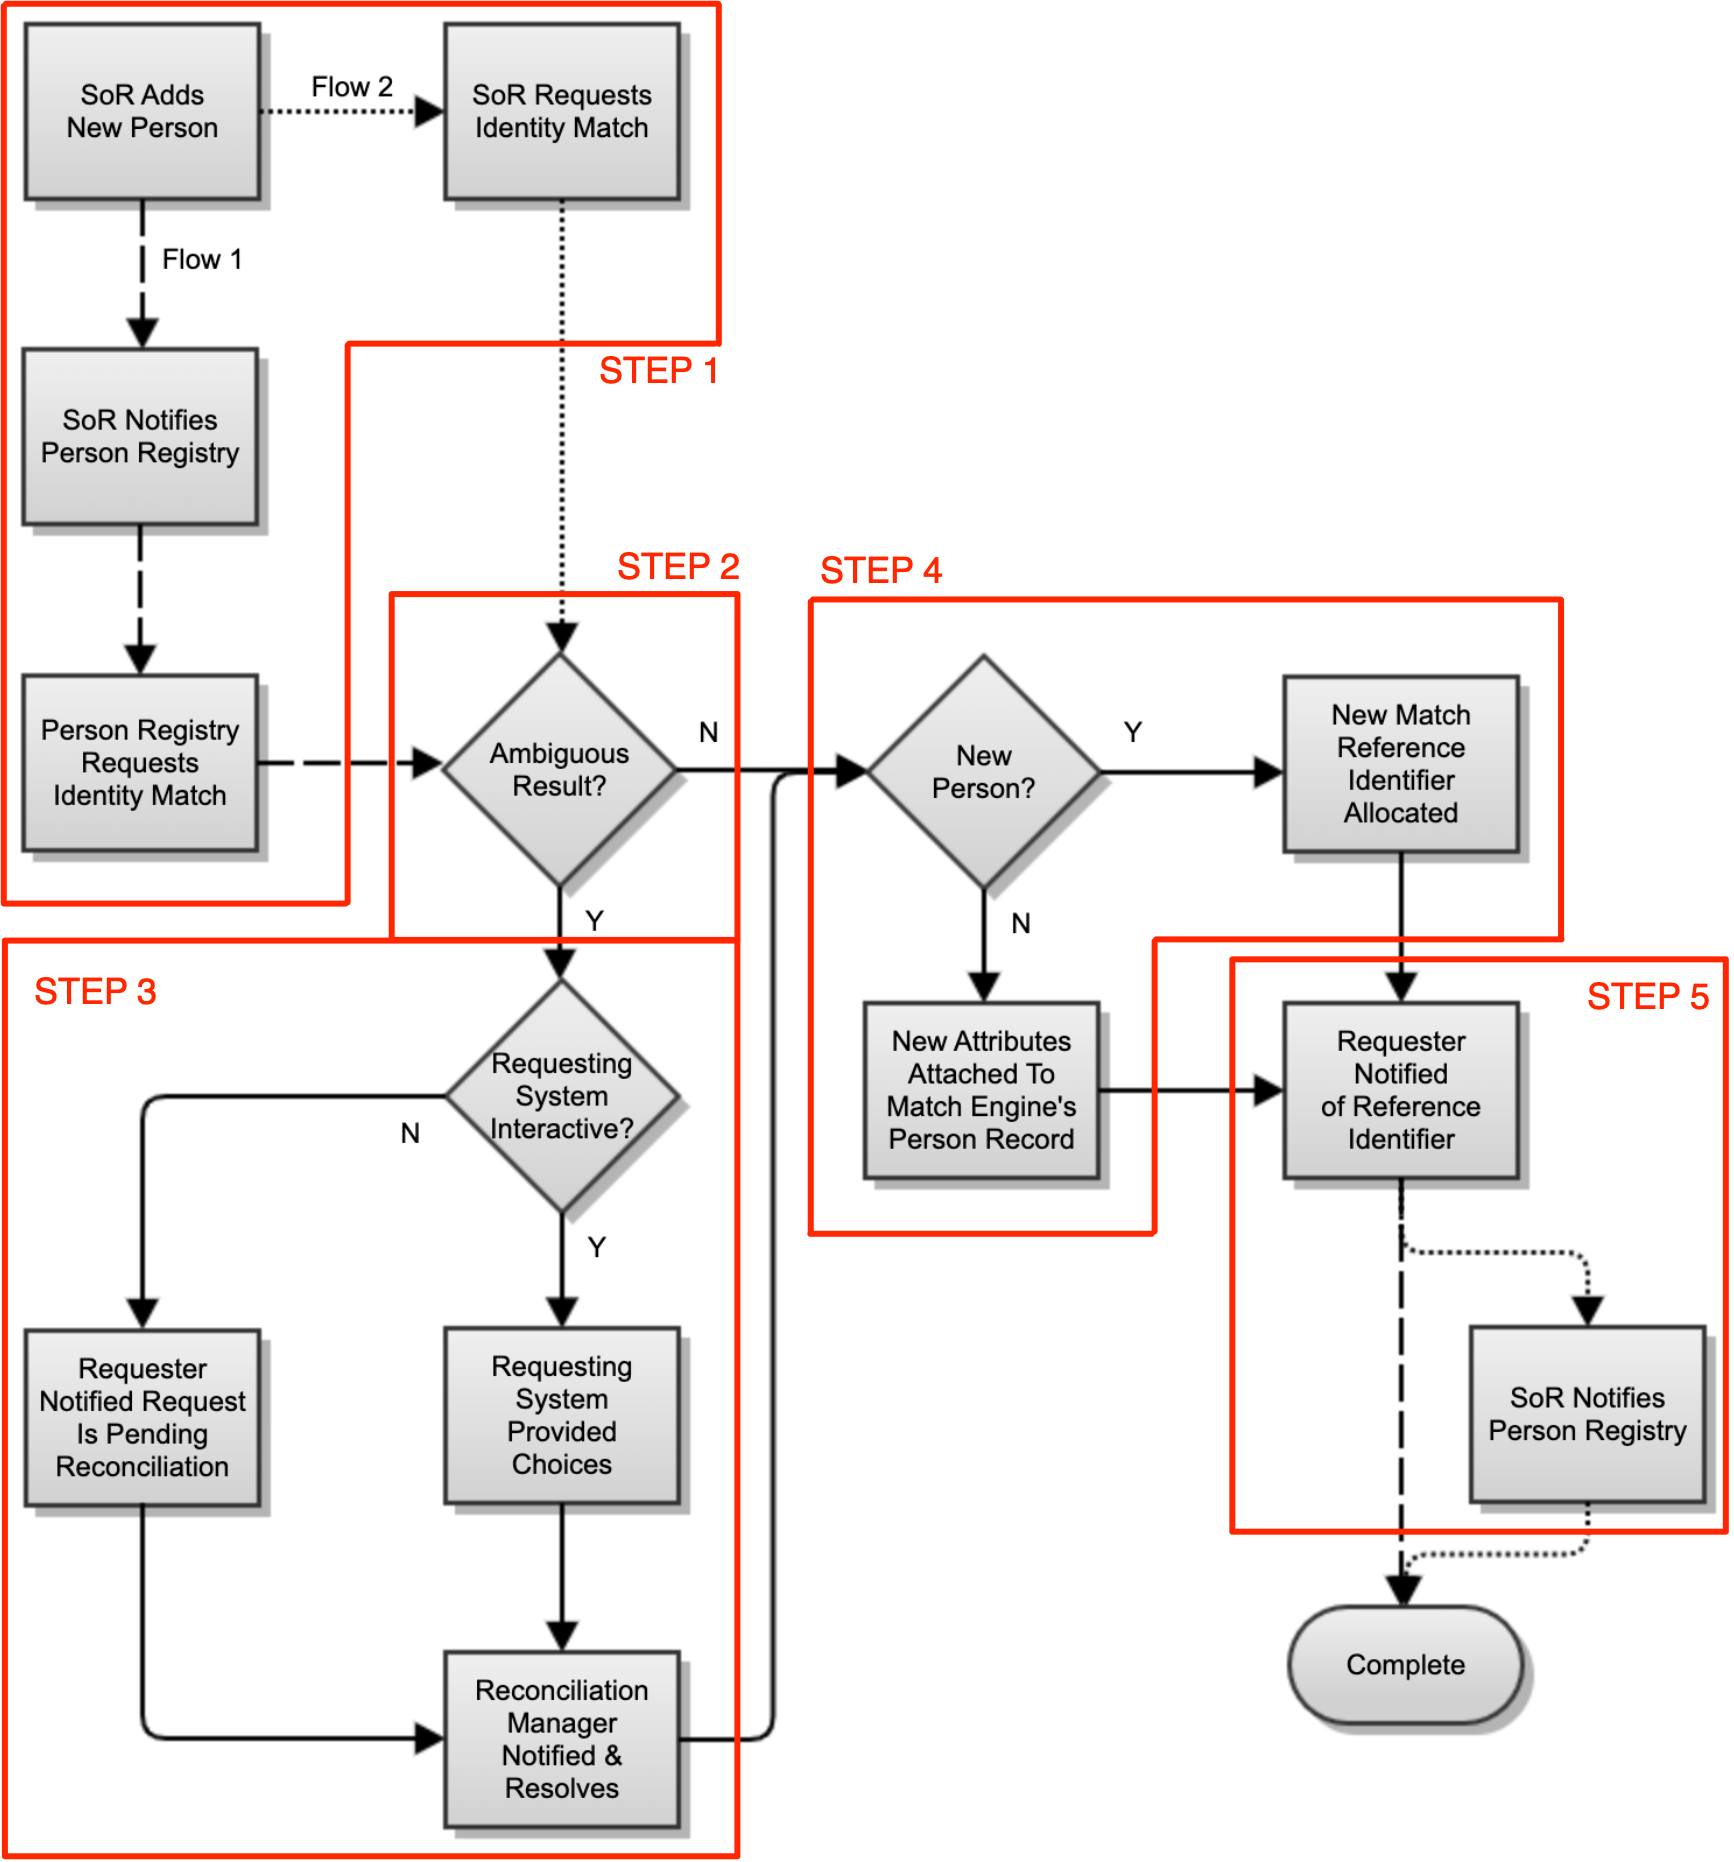 SoR Adds
New Person
Flow 2
SoR Requests
Identity Match
Flow 1
STEP 1
SoR Notifies
Person Registry
Person Registry
Requests
Identity Match
STEP 2
Ambiguous
Result?
N
Y
STEP 3
Requesting
System
Interactive?
N
Y
Requester
Notified Request
Is Pending
Reconciliation
Requesting
System
Provided
Choices
Reconciliation
Manager
Notified &
Resolves
STEP 4
New
Person?
Y
N
New Match
Reference
Identifier
Allocated
New Attributes
Attached To
Match Engine's
Person Record
STEP 5
Requester
Notified
of Reference
Identifier
SoR Notifies
Person Registry
Complete